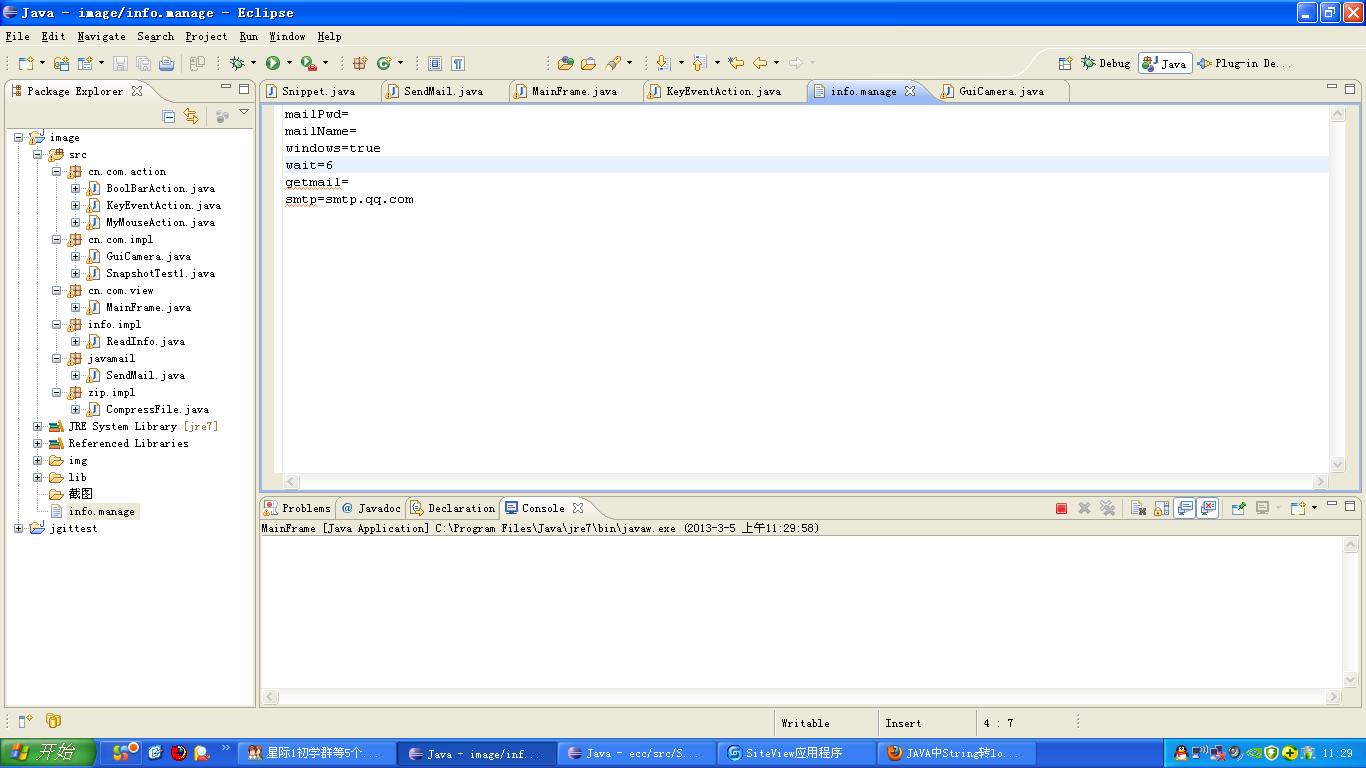 Java - image/info.manage - Eclipse
File Edit Navigate Search Project Run Window Help
Debug Java Plug-in De...
Package Explorer
Snippet.java SendMail.java MainFrame.java KeyEventAction.java info.manage GuiCamera.java
image
src
cn.com.action
BoolBarAction.java
KeyEventAction.java
MyMouseAction.java
cn.com.impl
GuiCamera.java
SnapshotTest1.java
cn.com.view
MainFrame.java
info.impl
ReadInfo.java
javamail
SendMail.java
zip.impl
CompressFile.java
JRE System Library [jre7]
Referenced Libraries
img
lib
截图
info.manage
jgittest
mailPwd=
mailName=
windows=true
wait=6
getmail=
smtp=smtp.qq.com
Problems @ Javadoc Declaration Console
MainFrame [Java Application] C:\Program Files\Java\jre7\bin\javaw.exe (2013-3-5 上午11:29:58)
Writable Insert 4 : 7
开始 星际1初学群等5个... Java - image/inf... Java - ecc/src/S... SiteView应用程序 JAVA中String转lo... 11:29